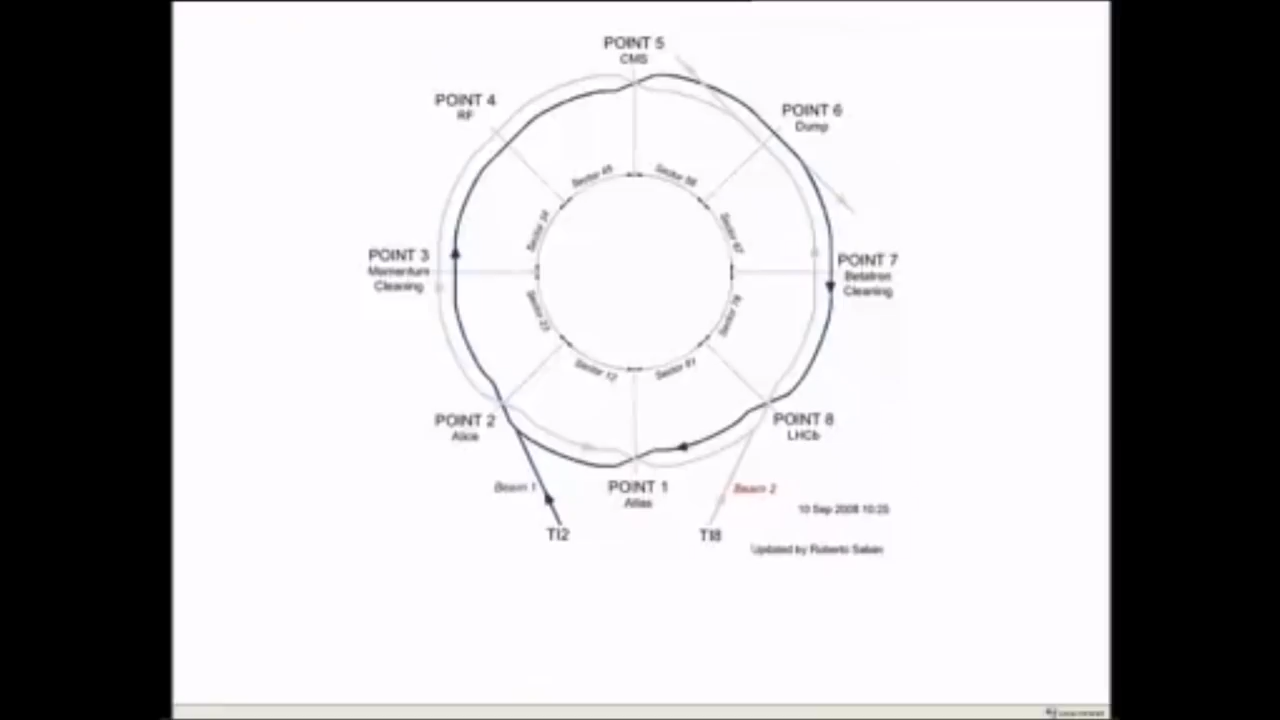 POINT 5
CMS
POINT 4
RF
POINT 6
Dump
Sector 45
Sector 56
Sector 34
Sector 67
POINT 3
Momentum
Cleaning
POINT 7
Betatron
Cleaning
Sector 23
Sector 78
Sector 12
Sector 81
POINT 2
Alice
POINT 8
LHCb
Beam 1
POINT 1
Atlas
Beam 2
TI2
TI8
10 Sep 2008 10:25
Updated by Roberto Saban